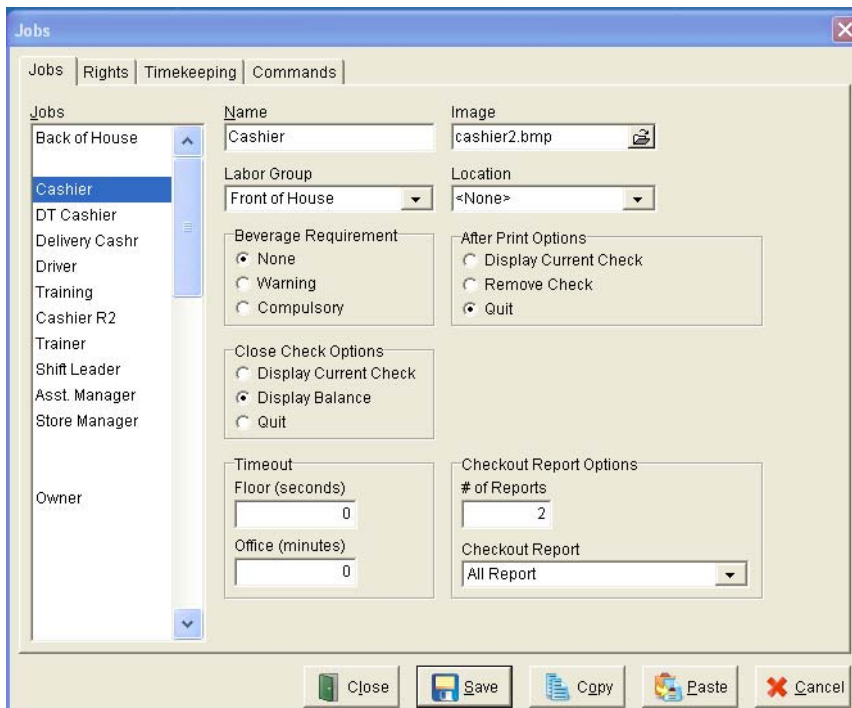 Jobs
Jobs Rights Timekeeping Commands
Jobs
Back of House
Cashier
DT Cashier
Delivery Cashr
Driver
Training
Cashier R2
Trainer
Shift Leader
Asst. Manager
Store Manager
Owner
Name
Cashier
Image
cashier2.bmp
Labor Group
Front of House
Location
<None>
Beverage Requirement
None
Warning
Compulsory
After Print Options
Display Current Check
Remove Check
Quit
Close Check Options
Display Current Check
Display Balance
Quit
Timeout
Floor (seconds)
0
Office (minutes)
0
Checkout Report Options
# of Reports
2
Checkout Report
All Report
Close Save Copy Paste Cancel